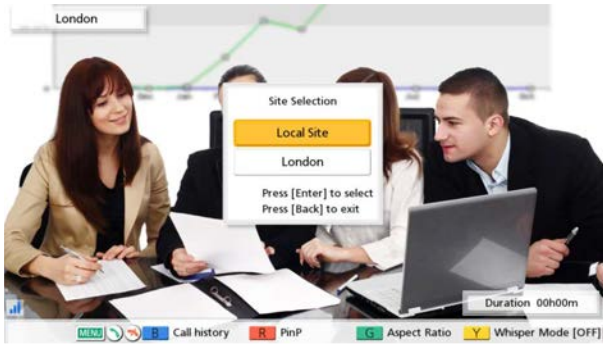 London
Site Selection
Local Site
London
Press [Enter] to select
Press [Back] to exit
Duration 00h00m
MENU B Call history R PinP G Aspect Ratio Y Whisper Mode [OFF]